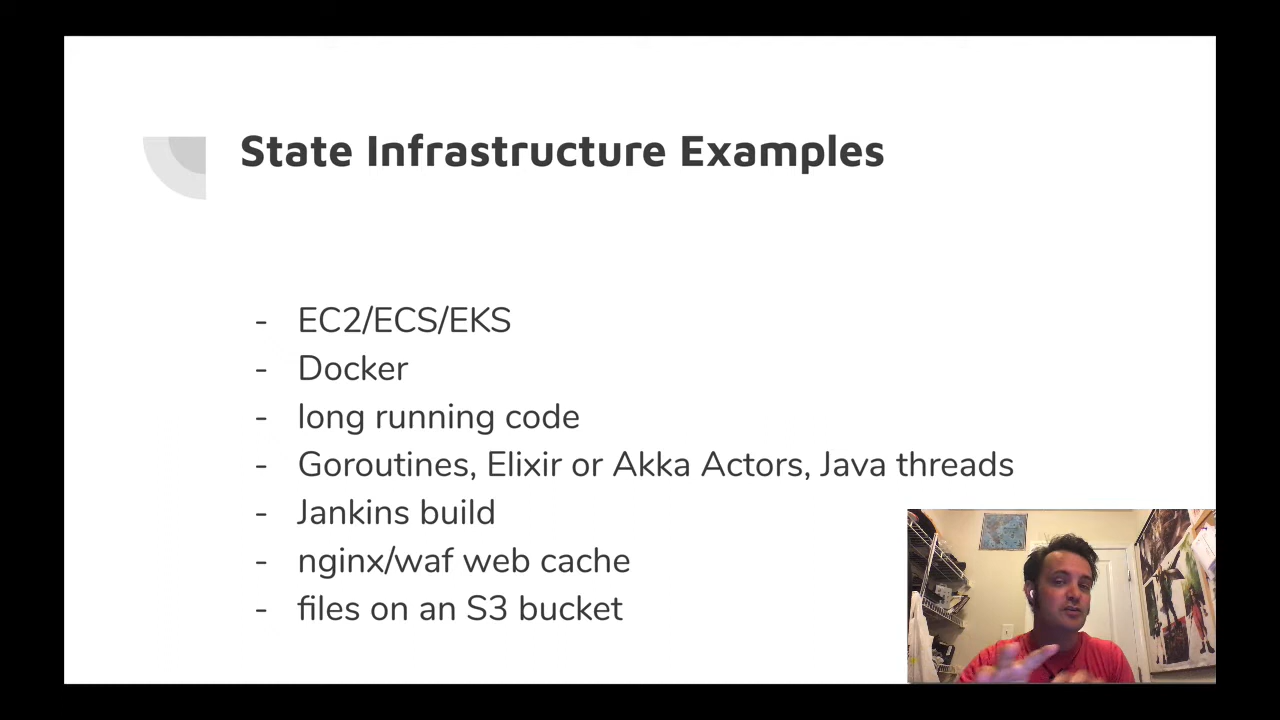 State Infrastructure Examples
- EC2/ECS/EKS
- Docker
- long running code
- Goroutines, Elixir or Akka Actors, Java threads
- Jankins build
- nginx/waf web cache
- files on an S3 bucket